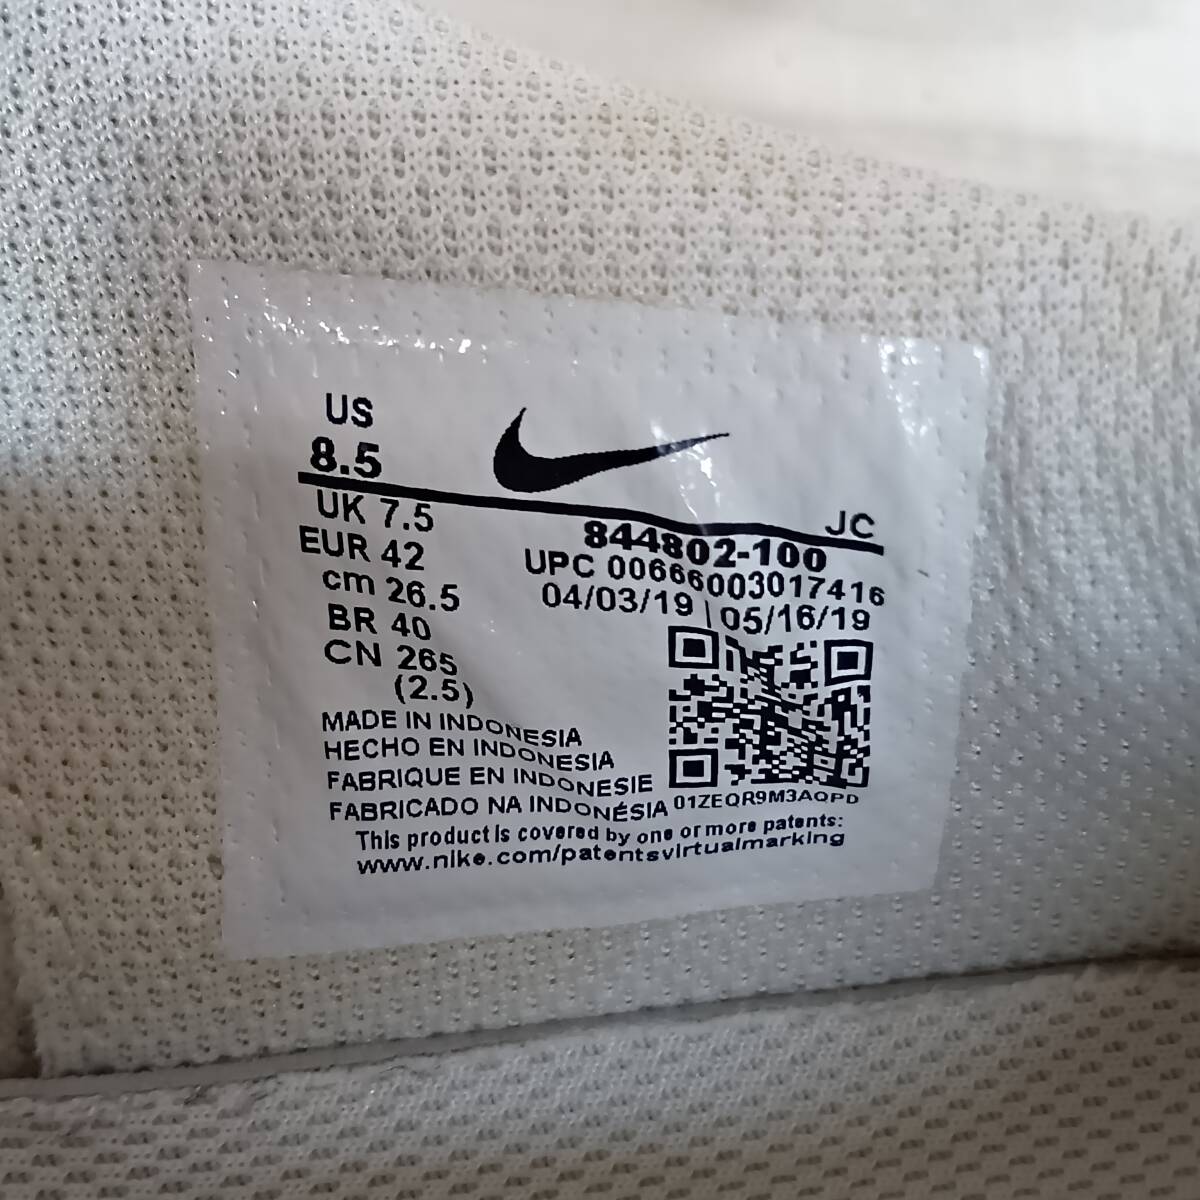 US
8.5
JC
UK 7.5
844802-100
EUR 42
UPC 00666003017416
cm 26.5
04/03/19 | 05/16/19
BR 40
CN 265
(2.5)
MADE IN INDONESIA
HECHO EN INDONESIA
FABRIQUE EN INDONESIE
FABRICADO NA INDONÉSIA
01ZEQR9M3AQPD
This product is covered by one or more patents:
www.nike.com/patentsvirtualmarking